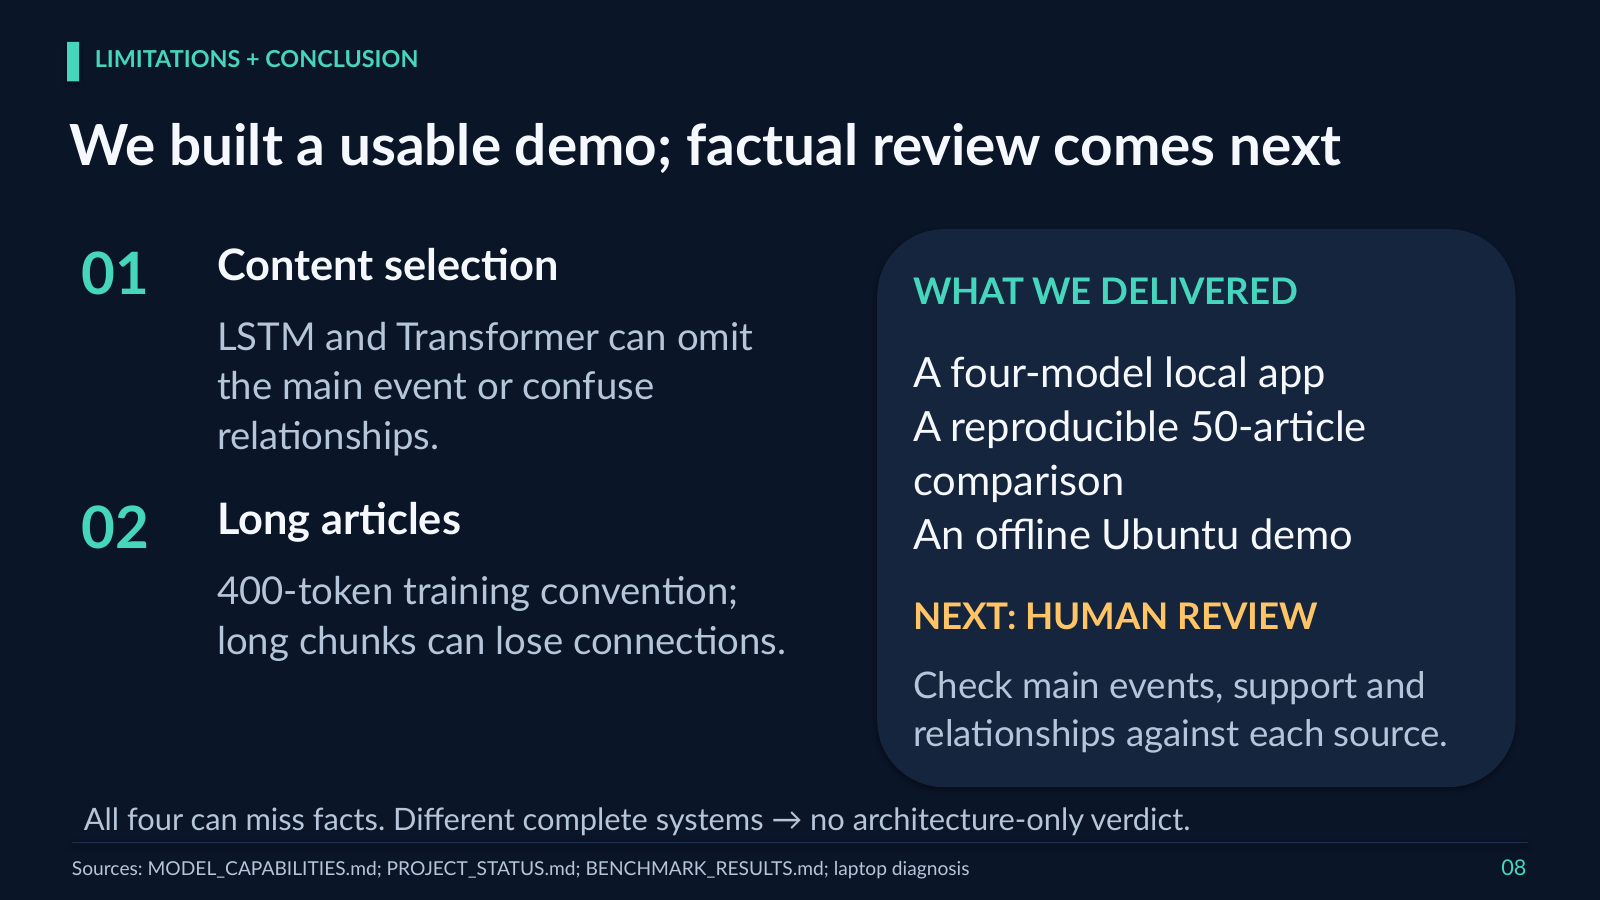 LIMITATIONS + CONCLUSION
We built a usable demo; factual review comes next
01
Content selection
LSTM and Transformer can omit
the main event or confuse
relationships.
02
Long articles
400-token training convention;
long chunks can lose connections.
WHAT WE DELIVERED
A four-model local app
A reproducible 50-article
comparison
An offline Ubuntu demo
NEXT: HUMAN REVIEW
Check main events, support and
relationships against each source.
All four can miss facts. Different complete systems → no architecture-only verdict.
Sources: MODEL_CAPABILITIES.md; PROJECT_STATUS.md; BENCHMARK_RESULTS.md; laptop diagnosis
08